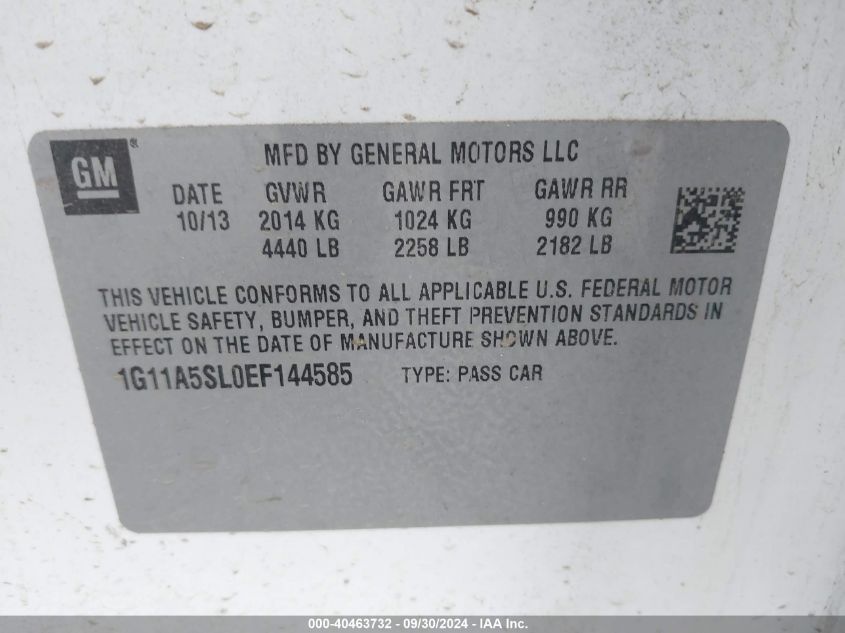 GM ®
MFD BY GENERAL MOTORS LLC
DATE GVWR GAWR FRT GAWR RR
10/13 2014 KG 1024 KG 990 KG
4440 LB 2258 LB 2182 LB
THIS VEHICLE CONFORMS TO ALL APPLICABLE U.S. FEDERAL MOTOR
VEHICLE SAFETY, BUMPER, AND THEFT PREVENTION STANDARDS IN
EFFECT ON THE DATE OF MANUFACTURE SHOWN ABOVE.
1G11A5SL0EF144585 TYPE: PASS CAR
000-40463732 - 09/30/2024 - IAA Inc.